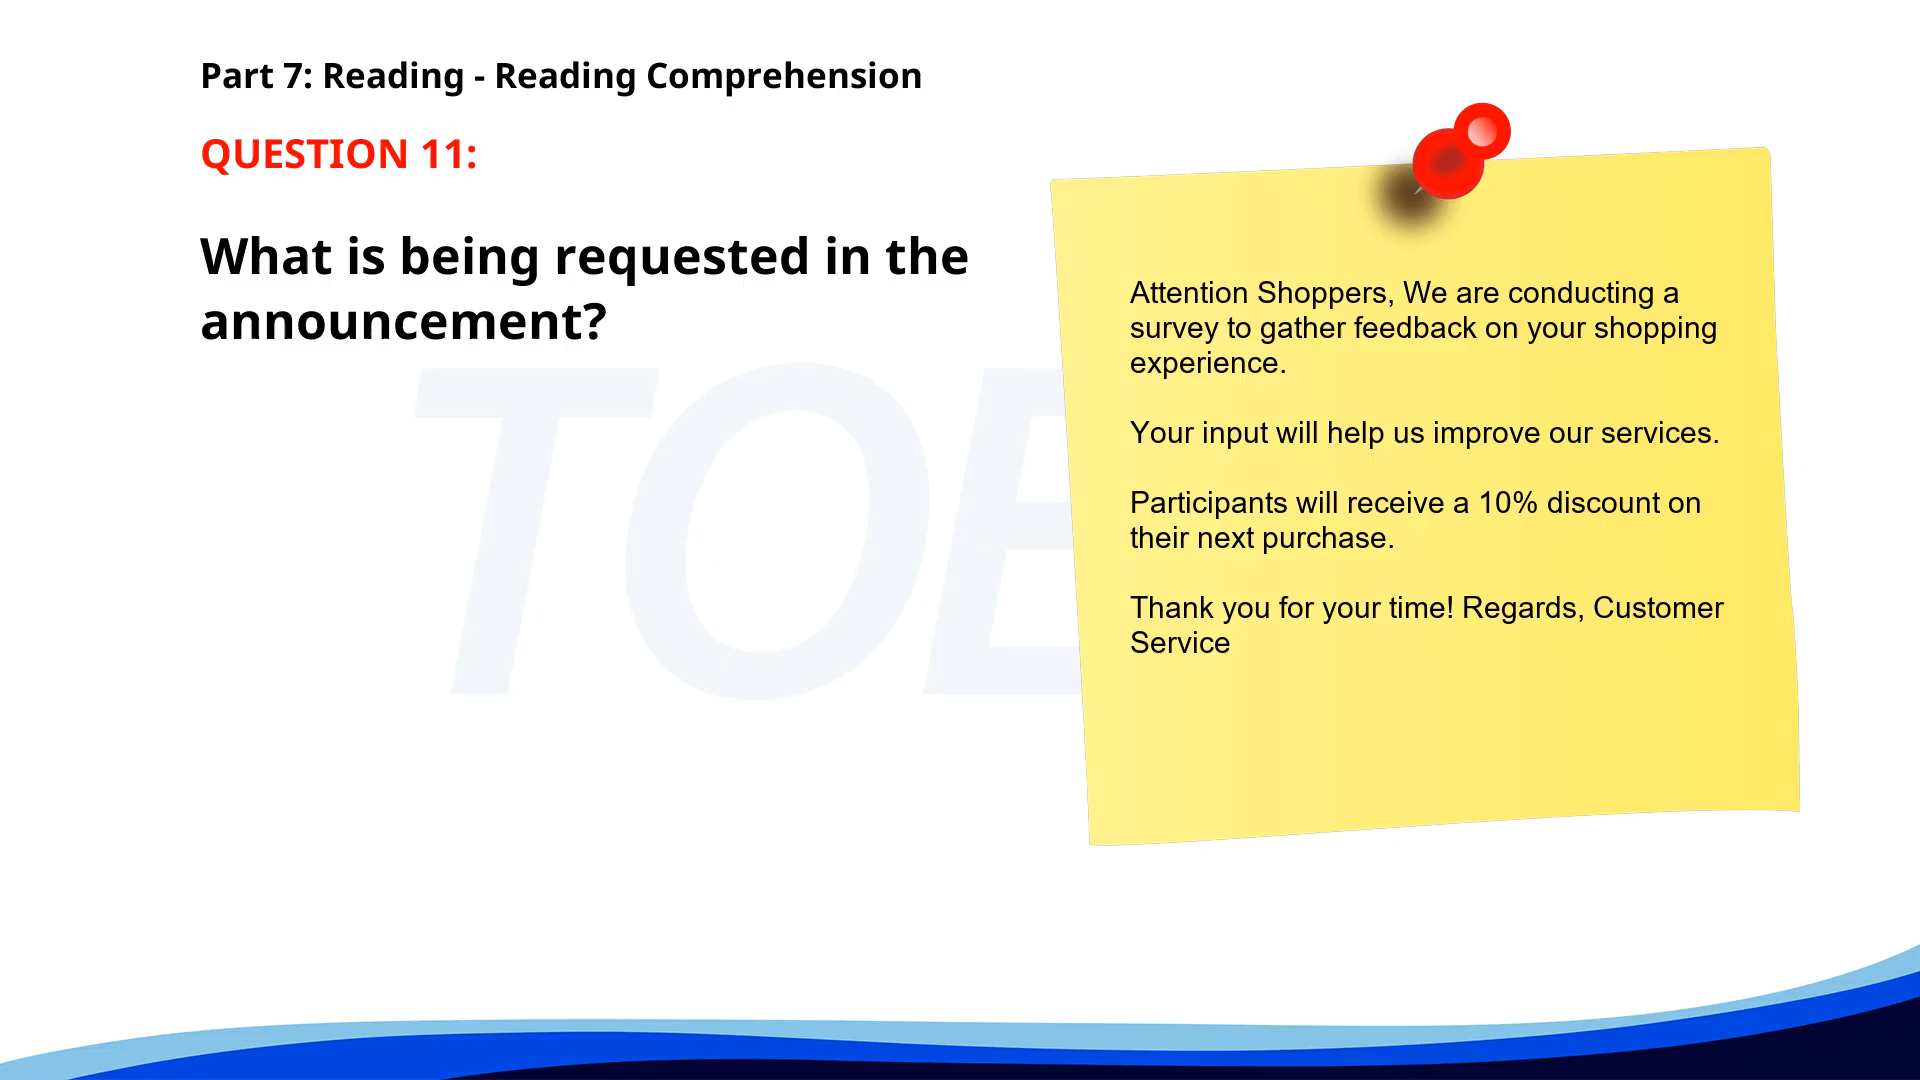 Part 7: Reading - Reading Comprehension
QUESTION 11:
What is being requested in the
announcement?
TOE
Attention Shoppers, We are conducting a
survey to gather feedback on your shopping
experience.
Your input will help us improve our services.
Participants will receive a 10% discount on
their next purchase.
Thank you for your time! Regards, Customer
Service